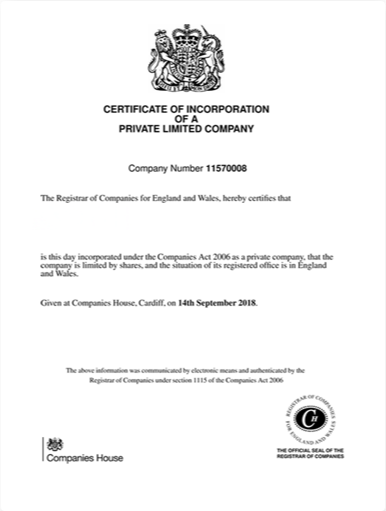 CERTIFICATE OF INCORPORATION
OF A
PRIVATE LIMITED COMPANY
Company Number 11570008
The Registrar of Companies for England and Wales, hereby certifies that
is this day incorporated under the Companies Act 2006 as a private company, that the
company is limited by shares, and the situation of its registered office is in England
and Wales.
Given at Companies House, Cardiff, on 14th September 2018.
The above information was communicated by electronic means and authenticated by the
Registrar of Companies under section 1115 of the Companies Act 2006
REGISTRAR OF COMPANIES
FOR ENGLAND AND WALES
CH
Companies House
THE OFFICIAL SEAL OF THE
REGISTRAR OF COMPANIES